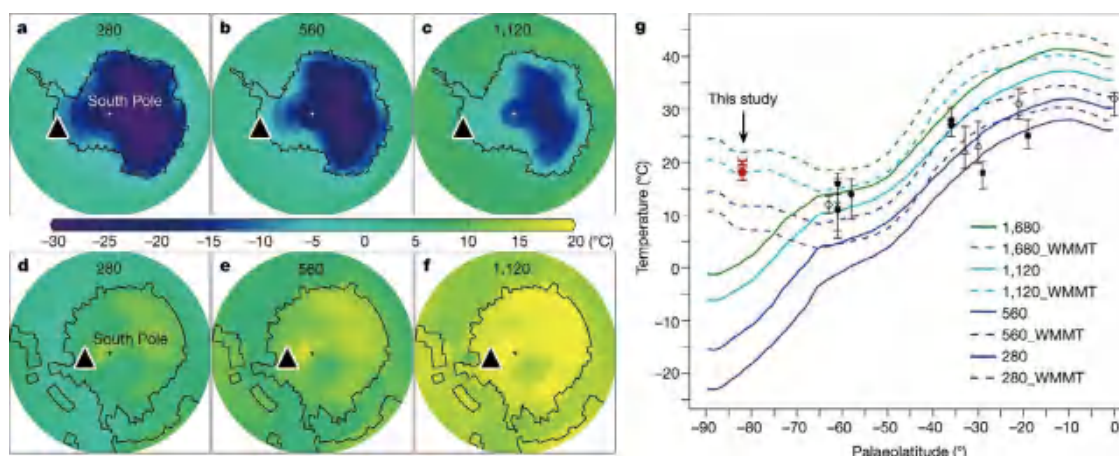 a 280
b 560
c 1,120
South Pole
−30 −25 −20 −15 −10 −5 0 5 10 15 20 (°C)
d 280
e 560
f 1,120
South Pole
g
Temperature (°C)
40
30
20
10
0
−10
−20
This study
1,680
1,680_WMMT
1,120
1,120_WMMT
560
560_WMMT
280
280_WMMT
−90 −80 −70 −60 −50 −40 −30 −20 −10 0
Palaeolatitude (°)